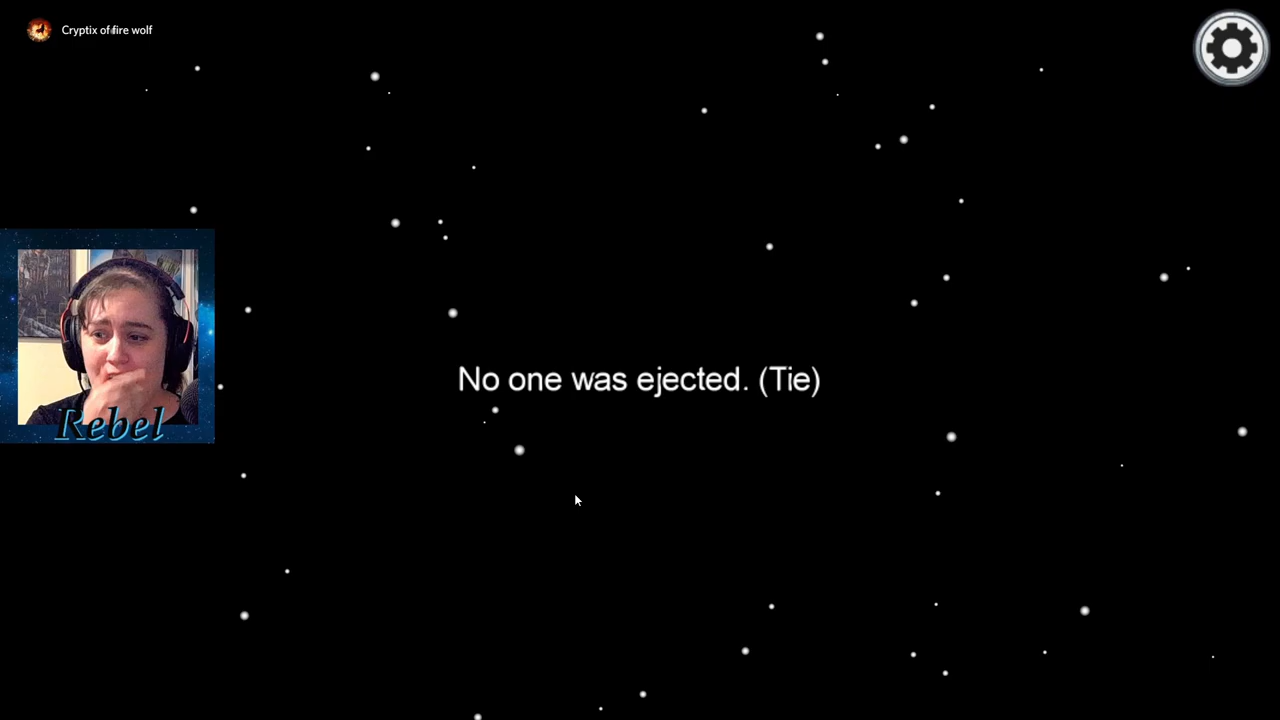 Cryptix of fire wolf
No one was ejected. (Tie)
Rebel